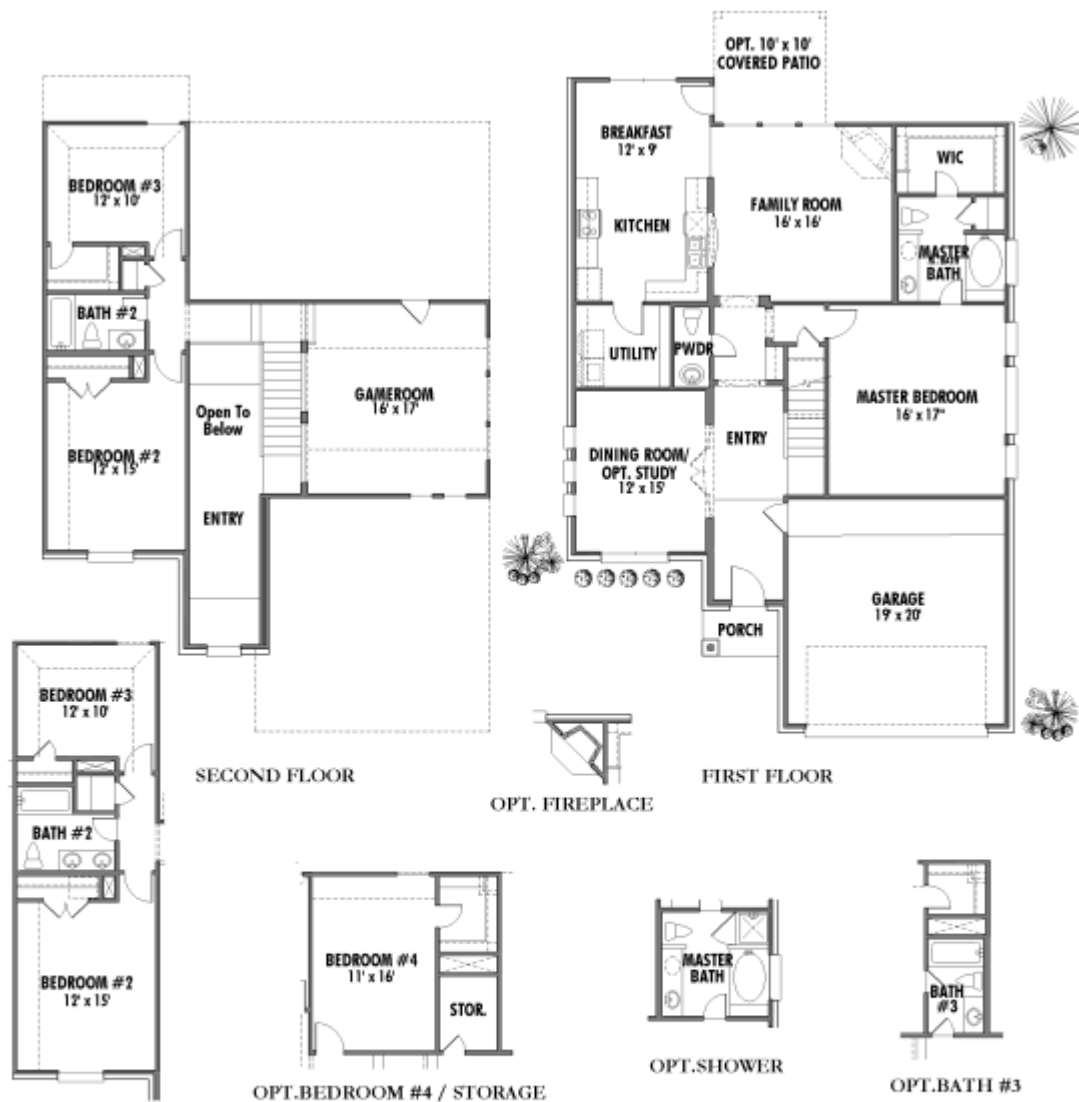 OPT. 10' x 10'
COVERED PATIO
BREAKFAST
12' x 9'
WIC
BEDROOM #3
12' x 10'
FAMILY ROOM
16' x 16'
KITCHEN
MASTER
BATH
BATH #2
UTILITY
PWDR
GAMEROOM
16' x 17'
MASTER BEDROOM
16' x 17"
Open To
Below
ENTRY
BEDROOM #2
12' x 15'
DINING ROOM/
OPT. STUDY
12' x 15'
ENTRY
GARAGE
19' x 20'
PORCH
BEDROOM #3
12' x 10'
SECOND FLOOR
FIRST FLOOR
OPT. FIREPLACE
BATH #2
BEDROOM #4
11' x 16'
MASTER
BATH
BEDROOM #2
12' x 15'
STOR.
BATH
#3
OPT.SHOWER
OPT.BEDROOM #4 / STORAGE
OPT.BATH #3